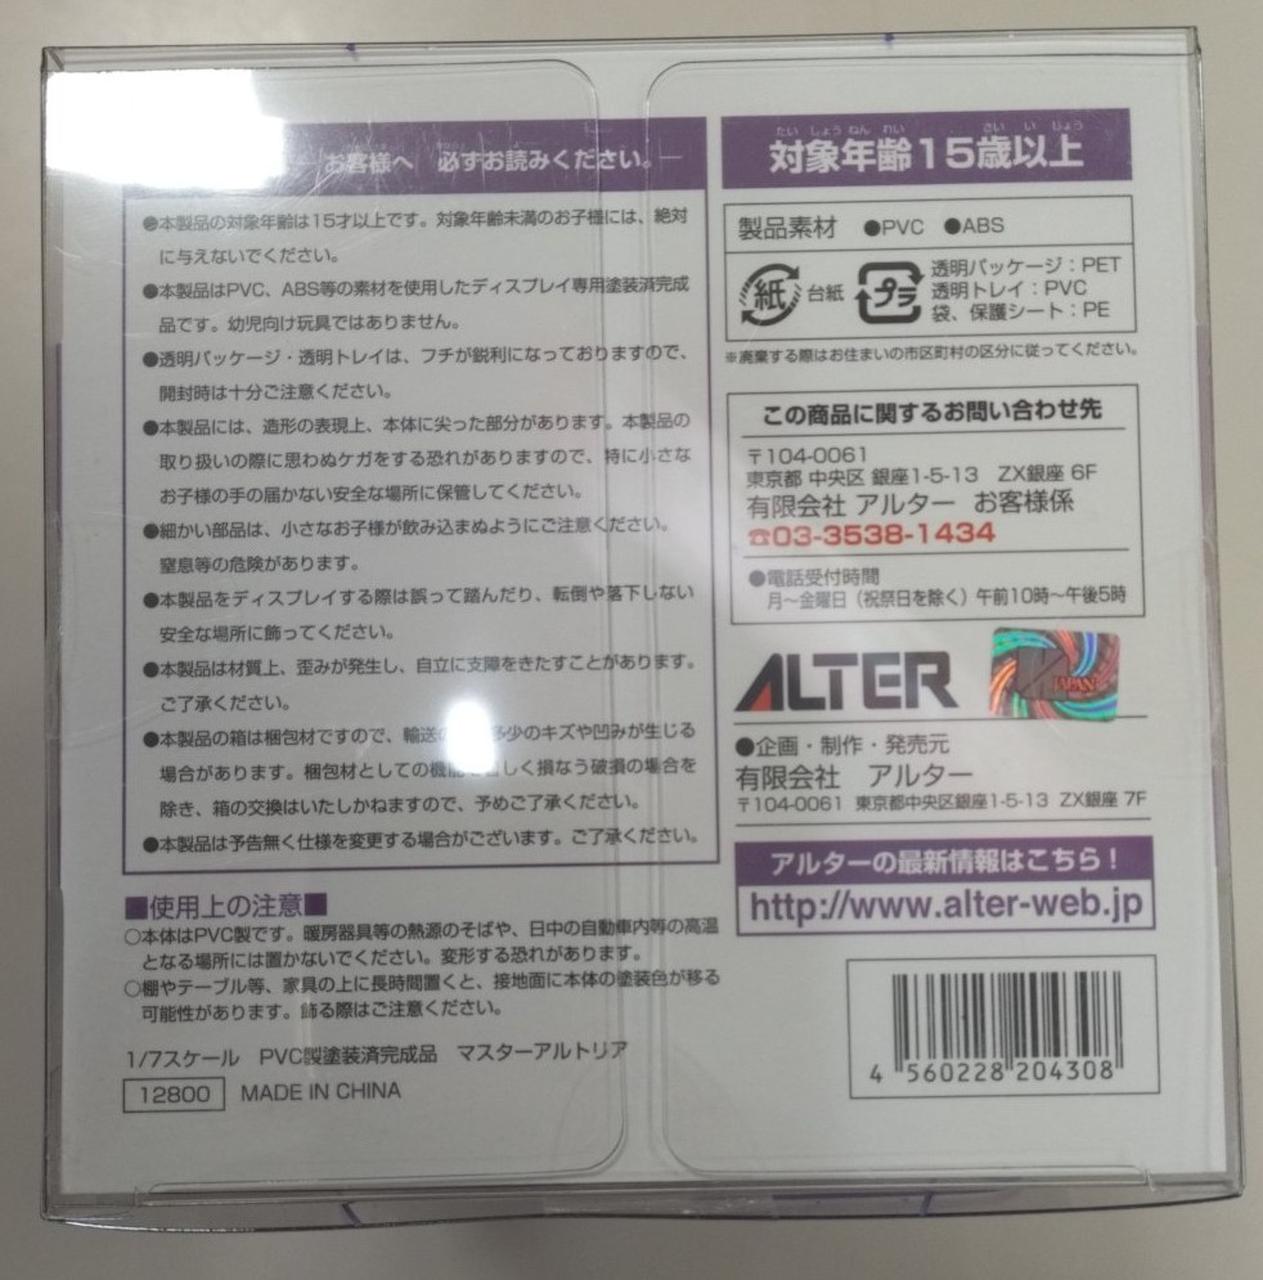 お客様へ 必ずお読みください。
●本製品の対象年齢は15才以上です。対象年齢未満のお子様には、絶対
に与えないでください。
●本製品はPVC、ABS等の素材を使用したディスプレイ専用塗装済完成
品です。幼児向け玩具ではありません。
●透明パッケージ・透明トレイは、フチが鋭利になっておりますので、
開封時は十分ご注意ください。
●本製品には、造形の表現上、本体に尖った部分があります。本製品の
取り扱いの際に思わぬケガをする恐れがありますので、特に小さな
お子様の手の届かない安全な場所に保管してください。
●細かい部品は、小さなお子様が飲み込まぬようにご注意ください。
窒息等の危険があります。
●本製品をディスプレイする際は誤って踏んだり、転倒や落下しない
安全な場所に飾ってください。
●本製品は材質上、歪みが発生し、自立に支障をきたすことがあります。
ご了承ください。
●本製品の箱は梱包材ですので、輸送の 多少のキズや凹みが生じる
場合があります。梱包材としての機能 しく損なう破損の場合を
除き、箱の交換はいたしかねますので、予めご了承ください。
●本製品は予告無く仕様を変更する場合がございます。ご了承ください。
■使用上の注意■
○本体はPVC製です。暖房器具等の熱源のそばや、日中の自動車内等の高温
となる場所には置かないでください。変形する恐れがあります。
○棚やテーブル等、家具の上に長時間置くと、接地面に本体の塗装色が移る
可能性があります。飾る際はご注意ください。
1/7スケール PVC製塗装済完成品 マスターアルトリア
12800 MADE IN CHINA
たいしょうねんれい さいいじょう
対象年齢15歳以上
製品素材 ●PVC ●ABS
紙 台紙 プラ
透明パッケージ：PET
透明トレイ：PVC
袋、保護シート：PE
※廃棄する際はお住まいの市区町村の区分に従ってください。
この商品に関するお問い合わせ先
〒104-0061
東京都 中央区 銀座1-5-13 ZX銀座 6F
有限会社 アルター お客様係
☎03-3538-1434
●電話受付時間
月〜金曜日（祝祭日を除く）午前10時〜午後5時
ALTER
JAPAN
●企画・制作・発売元
有限会社 アルター
〒104-0061 東京都中央区銀座1-5-13 ZX銀座 7F
アルターの最新情報はこちら！
http://www.alter-web.jp
4 560228 204308